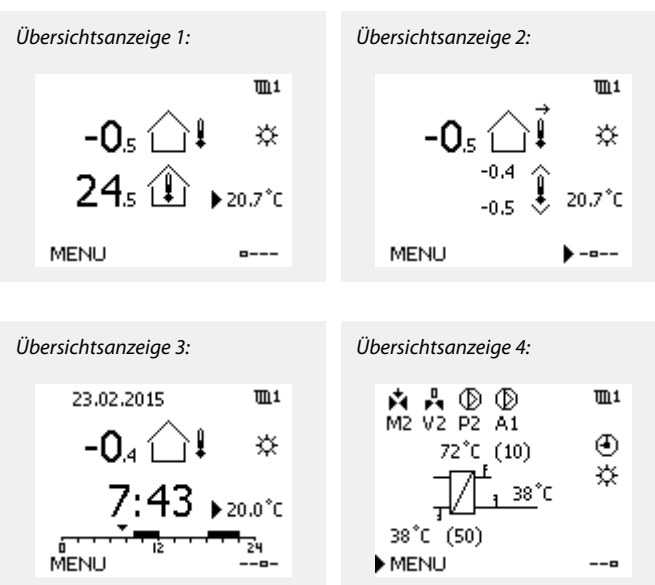 Übersichtsanzeige 1:
1
-0.5
24.5
20.7°C
MENU
Übersichtsanzeige 2:
1
-0.5
-0.4
-0.5
20.7°C
MENU
Übersichtsanzeige 3:
23.02.2015
1
-0.4
7:43
20.0°C
0 12 24
MENU
Übersichtsanzeige 4:
1
M2 V2 P2 A1
72°C (10)
38°C
38°C (50)
MENU